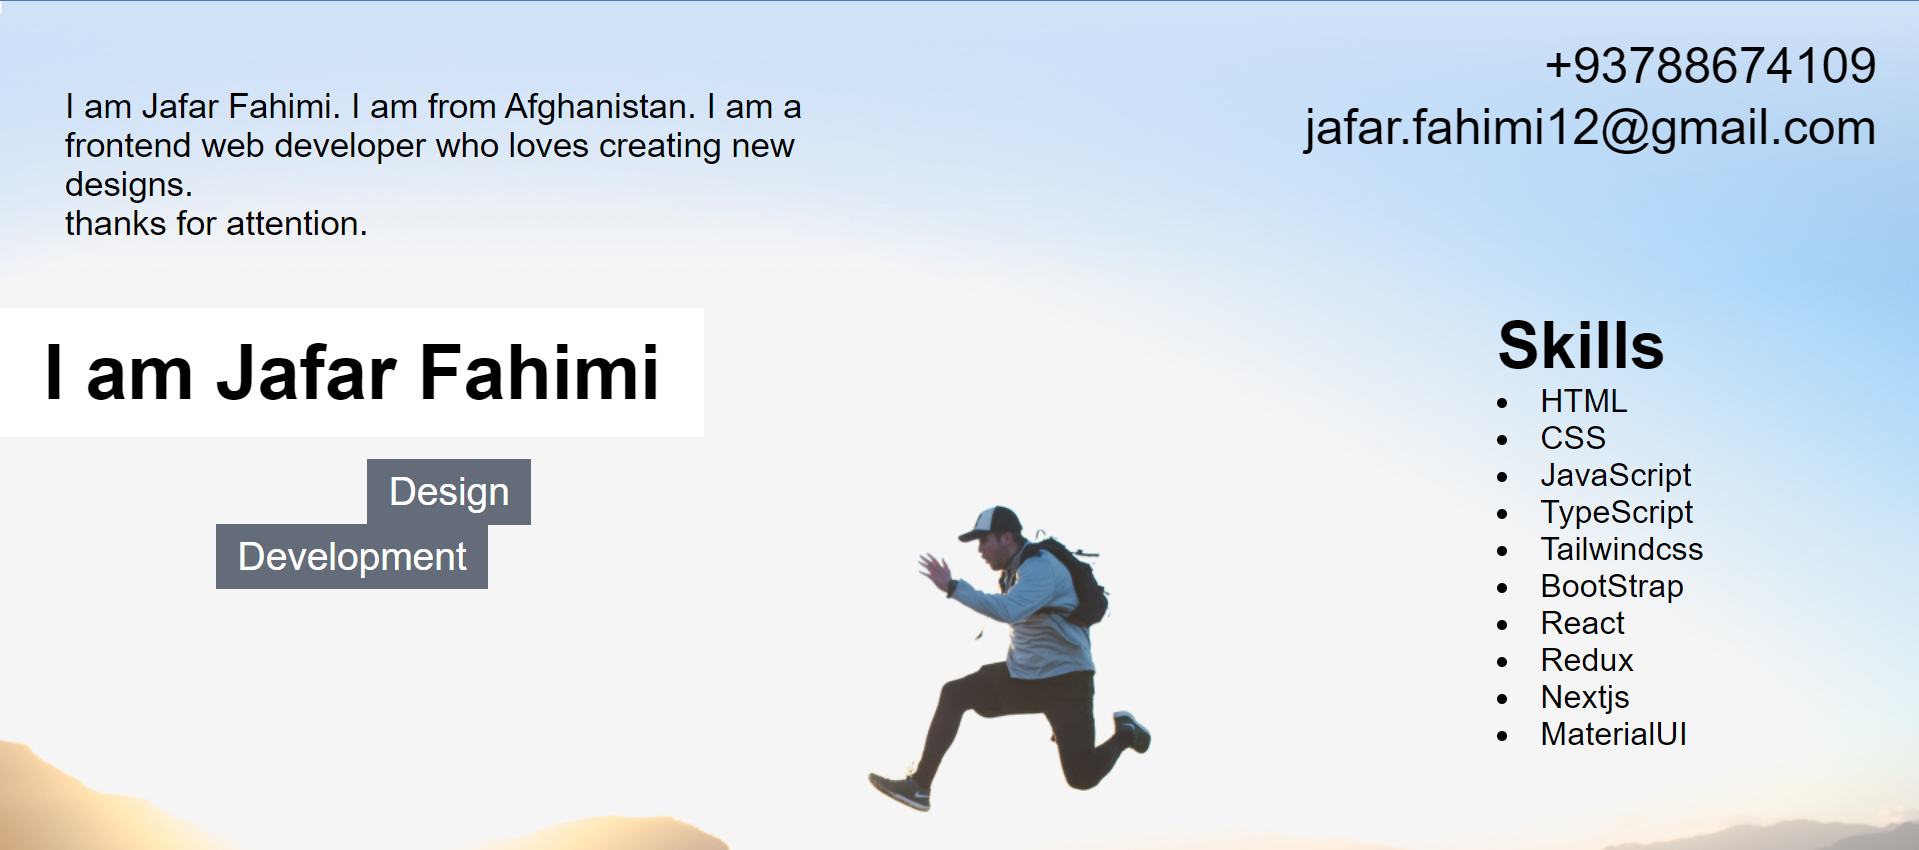 I am Jafar Fahimi. I am from Afghanistan. I am a
frontend web developer who loves creating new
designs.
thanks for attention.
+93788674109
jafar.fahimi12@gmail.com
I am Jafar Fahimi
Design
Development
Skills
HTML
CSS
JavaScript
TypeScript
Tailwindcss
BootStrap
React
Redux
Nextjs
MaterialUI